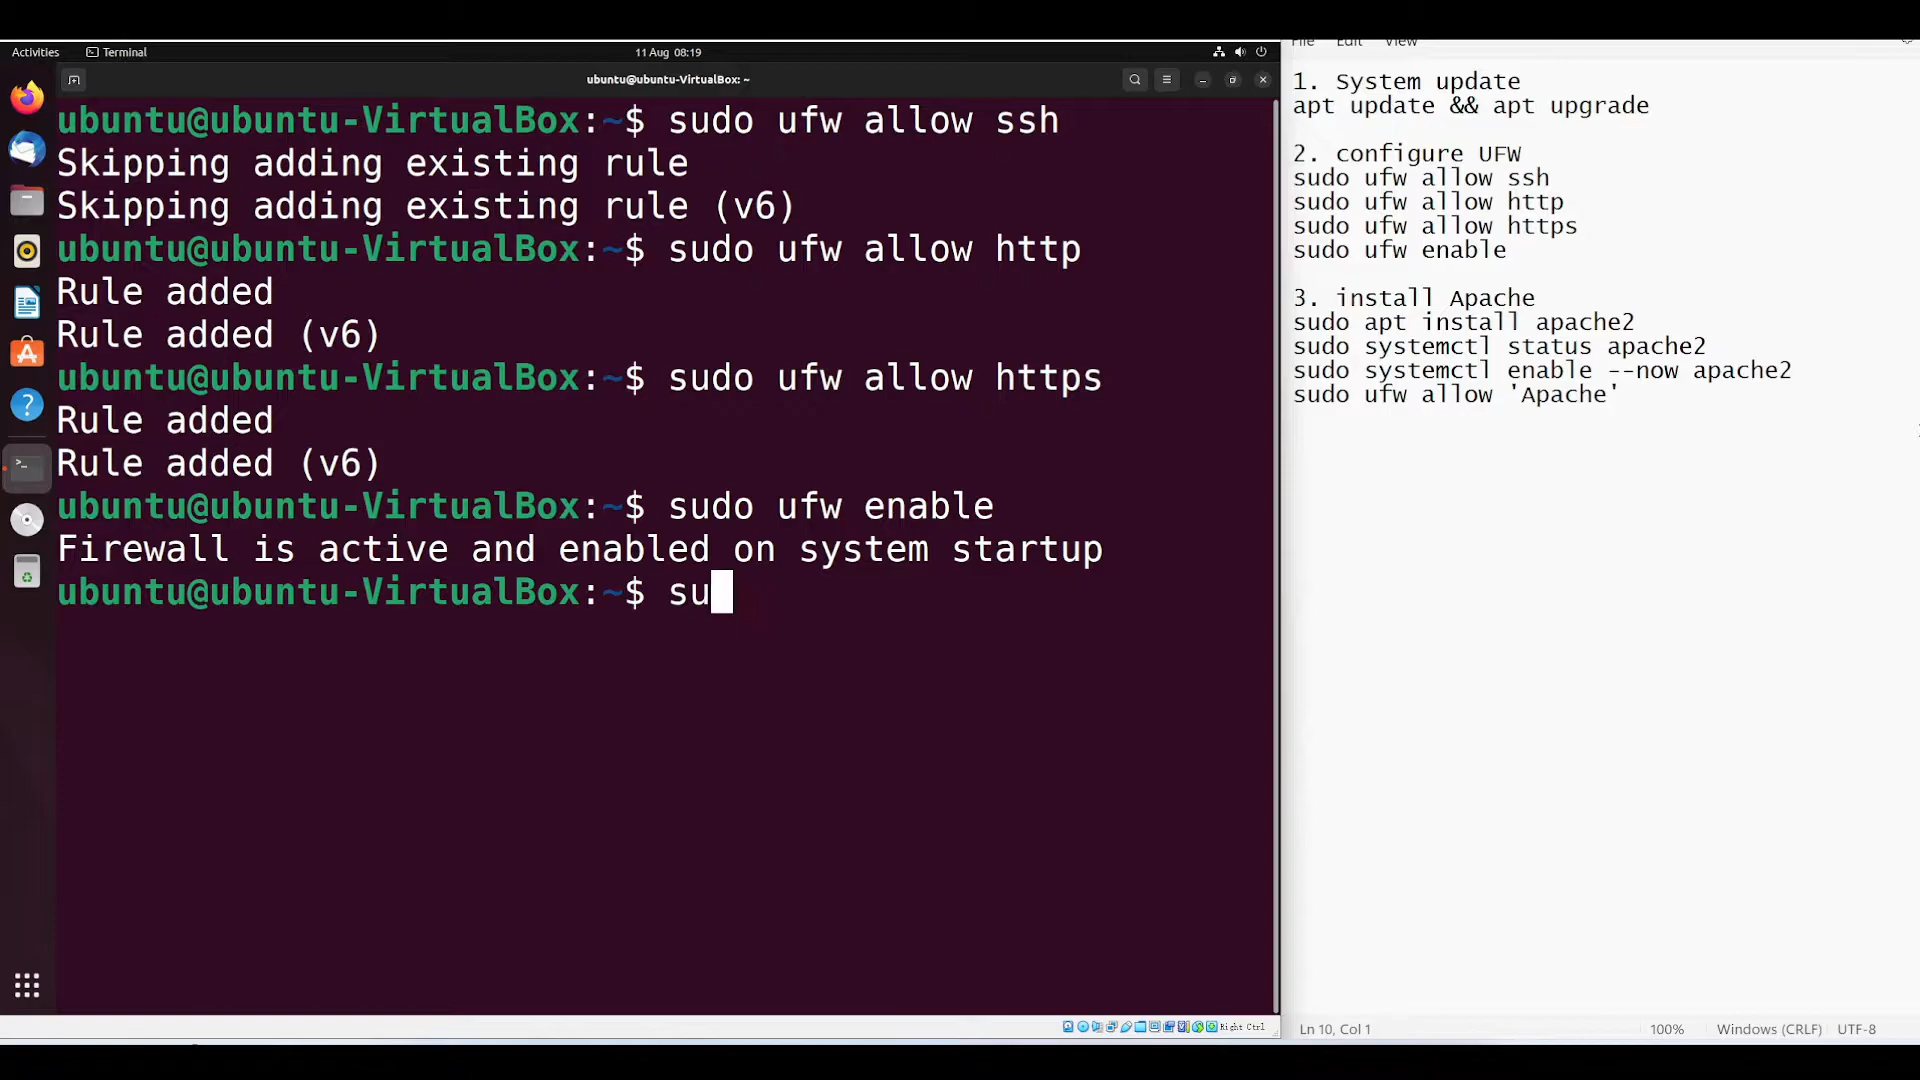 Activities
Terminal
11 Aug 08:19
ubuntu@ubuntu-VirtualBox: ~
ubuntu@ubuntu-VirtualBox:~$ sudo ufw allow ssh
Skipping adding existing rule
Skipping adding existing rule (v6)
ubuntu@ubuntu-VirtualBox:~$ sudo ufw allow http
Rule added
Rule added (v6)
ubuntu@ubuntu-VirtualBox:~$ sudo ufw allow https
Rule added
Rule added (v6)
ubuntu@ubuntu-VirtualBox:~$ sudo ufw enable
Firewall is active and enabled on system startup
ubuntu@ubuntu-VirtualBox:~$ su
Right Ctrl
File Edit View
1. System update
apt update && apt upgrade
2. configure UFW
sudo ufw allow ssh
sudo ufw allow http
sudo ufw allow https
sudo ufw enable
3. install Apache
sudo apt install apache2
sudo systemctl status apache2
sudo systemctl enable --now apache2
sudo ufw allow 'Apache'
Ln 10, Col 1
100%
Windows (CRLF)
UTF-8